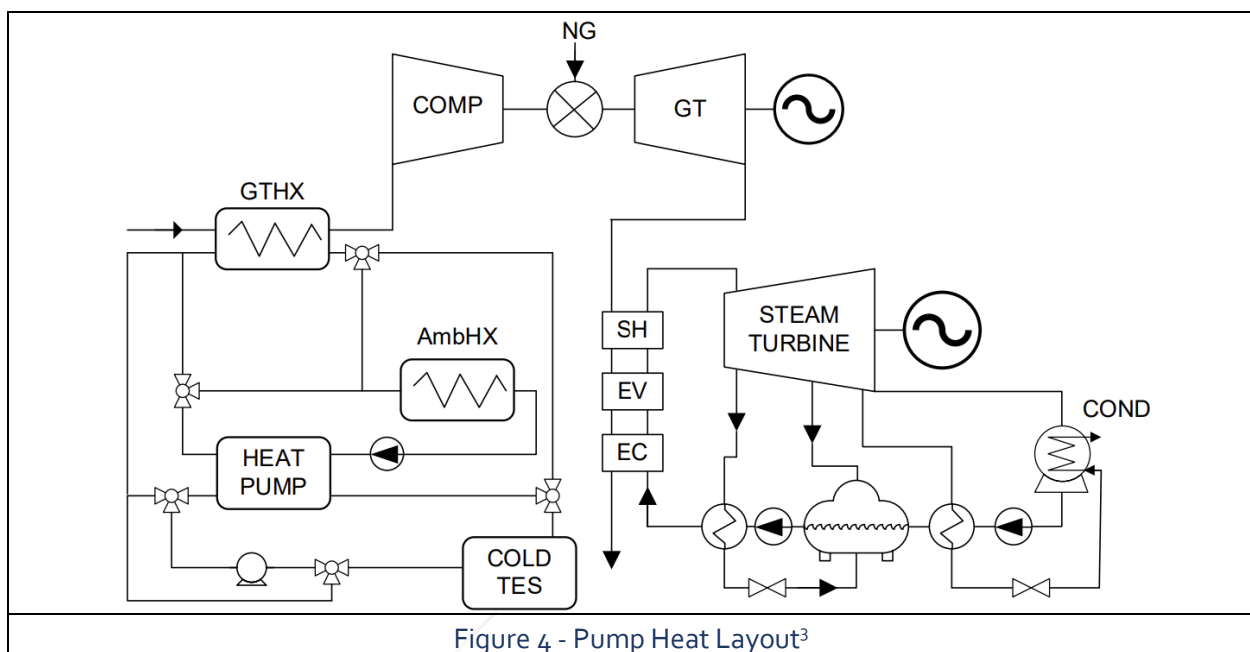 NG
COMP
GT
GTHX
STEAM
TURBINE
SH
AmbHX
EV
COND
HEAT
PUMP
EC
COLD
TES
Figure 4 - Pump Heat Layout³